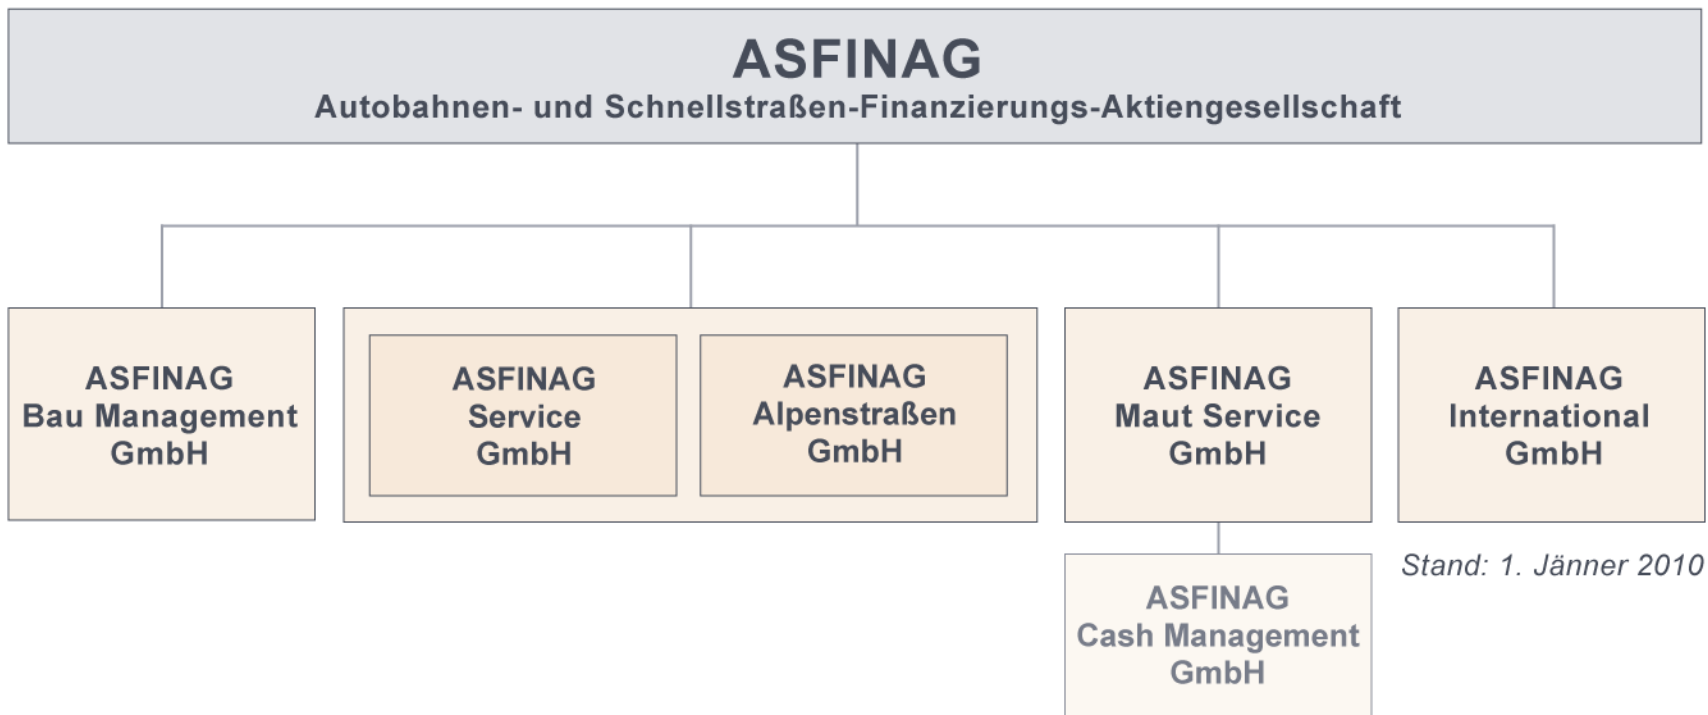 ASFINAG
Autobahnen- und Schnellstraßen-Finanzierungs-Aktiengesellschaft
ASFINAG
Bau Management
GmbH
ASFINAG
Service
GmbH
ASFINAG
Alpenstraßen
GmbH
ASFINAG
Maut Service
GmbH
ASFINAG
International
GmbH
Stand: 1. Jänner 2010
ASFINAG
Cash Management
GmbH